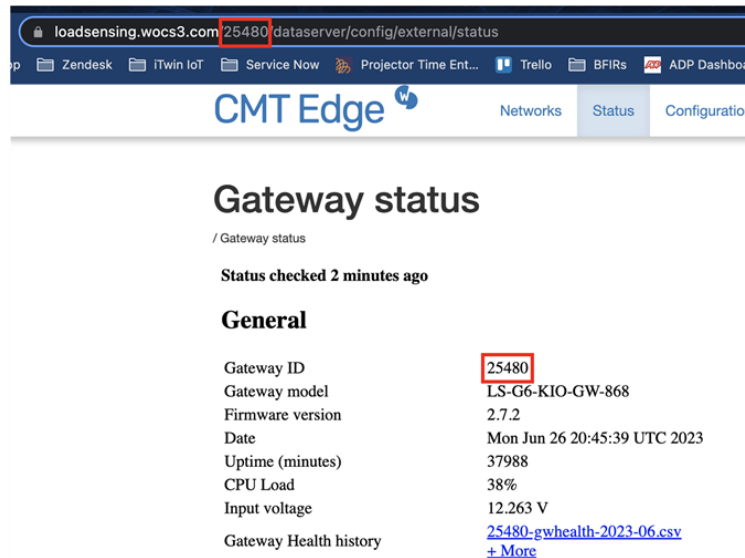 loadsensing.wocs3.com/25480/dataserver/config/external/status
op Zendesk iTwin IoT Service Now Projector Time Ent... Trello BFIRs ADP Dashboa
CMT Edge W Networks Status Configuratio
Gateway status
/ Gateway status
Status checked 2 minutes ago
General
Gateway ID 25480
Gateway model LS-G6-KIO-GW-868
Firmware version 2.7.2
Date Mon Jun 26 20:45:39 UTC 2023
Uptime (minutes) 37988
CPU Load 38%
Input voltage 12.263 V
Gateway Health history 25480-gwhealth-2023-06.csv
+ More